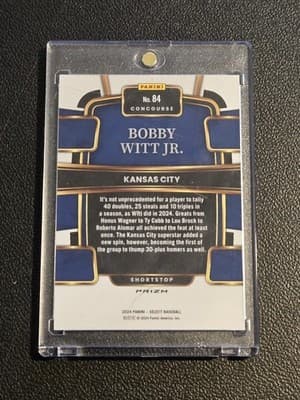 PANINI
No. 84
CONCOURSE
BOBBY
WITT JR.
KANSAS CITY
It's not unprecedented for a player to tally
40 doubles, 25 steals and 10 triples in
a season, as Witt did in 2024. Greats from
Honus Wagner to Ty Cobb to Lou Brock to
Roberto Alomar all achieved the feat at least
once. The Kansas City superstar added a
new spin, however, becoming the first of
the group to thump 30-plus homers as well.
SHORTSTOP
PRIZM
2024 PANINI - SELECT BASEBALL
© 2024 Panini America, Inc.